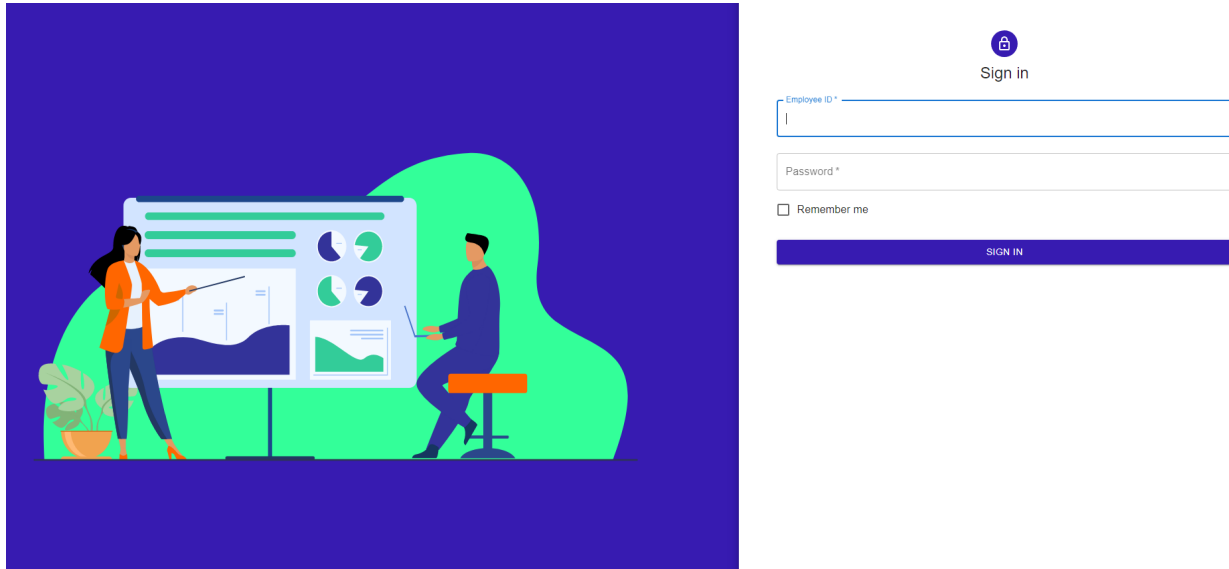 Sign in
Employee ID *
Password *
Remember me
SIGN IN